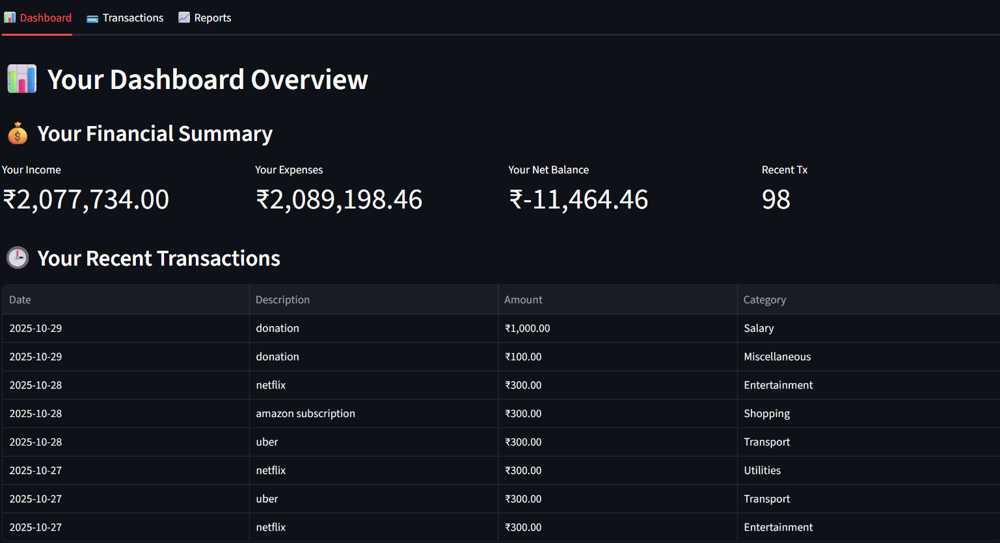 Dashboard Transactions Reports
Your Dashboard Overview
Your Financial Summary
Your Income Your Expenses Your Net Balance Recent Tx
₹2,077,734.00 ₹2,089,198.46 ₹-11,464.46 98
Your Recent Transactions
Date Description Amount Category
2025-10-29 donation ₹1,000.00 Salary
2025-10-29 donation ₹100.00 Miscellaneous
2025-10-28 netflix ₹300.00 Entertainment
2025-10-28 amazon subscription ₹300.00 Shopping
2025-10-28 uber ₹300.00 Transport
2025-10-27 netflix ₹300.00 Utilities
2025-10-27 uber ₹300.00 Transport
2025-10-27 netflix ₹300.00 Entertainment